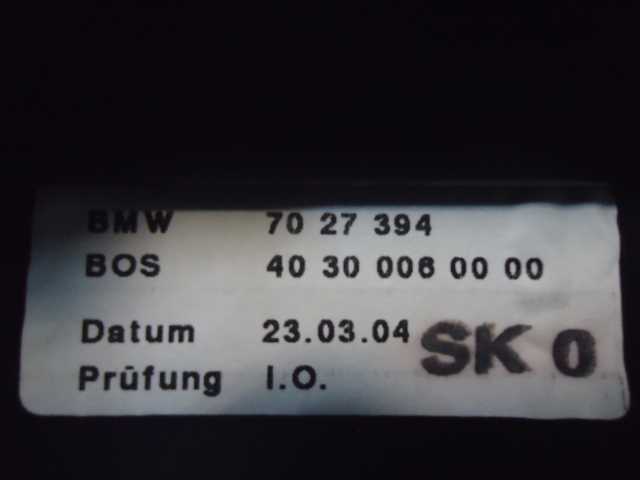 BMW 70 27 394
BOS 40 30 006 00 00
Datum 23.03.04
SK 0
Prüfung I.O.